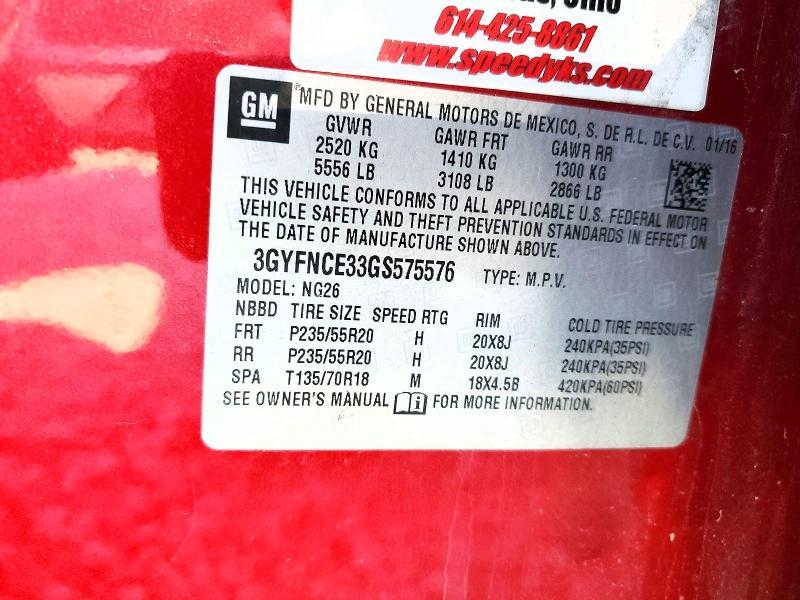 Ohio
614-425-8861
www.speedyks.com
GM
®MFD BY GENERAL MOTORS DE MEXICO, S. DE R.L. DE C.V. 01/16
GVWR GAWR FRT GAWR RR
2520 KG 1410 KG 1300 KG
5556 LB 3108 LB 2866 LB
THIS VEHICLE CONFORMS TO ALL APPLICABLE U.S. FEDERAL MOTOR
VEHICLE SAFETY AND THEFT PREVENTION STANDARDS IN EFFECT ON
THE DATE OF MANUFACTURE SHOWN ABOVE.
3GYFNCE33GS575576 TYPE: M.P.V.
MODEL: NG26
NBBD TIRE SIZE SPEED RTG RIM COLD TIRE PRESSURE
FRT P235/55R20 H 20X8J 240KPA(35PSI)
RR P235/55R20 H 20X8J 240KPA(35PSI)
SPA T135/70R18 M 18X4.5B 420KPA(60PSI)
SEE OWNER'S MANUAL FOR MORE INFORMATION.